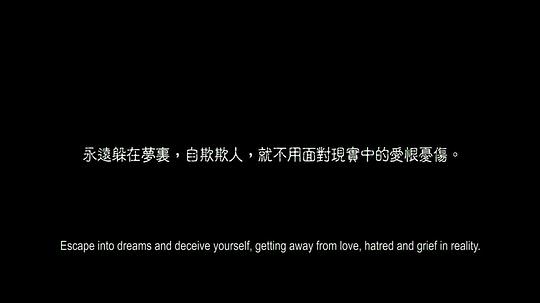 永遠躲在夢裏，自欺欺人，就不用面對現實中的愛恨憂傷。
Escape into dreams and deceive yourself, getting away from love, hatred and grief in reality.